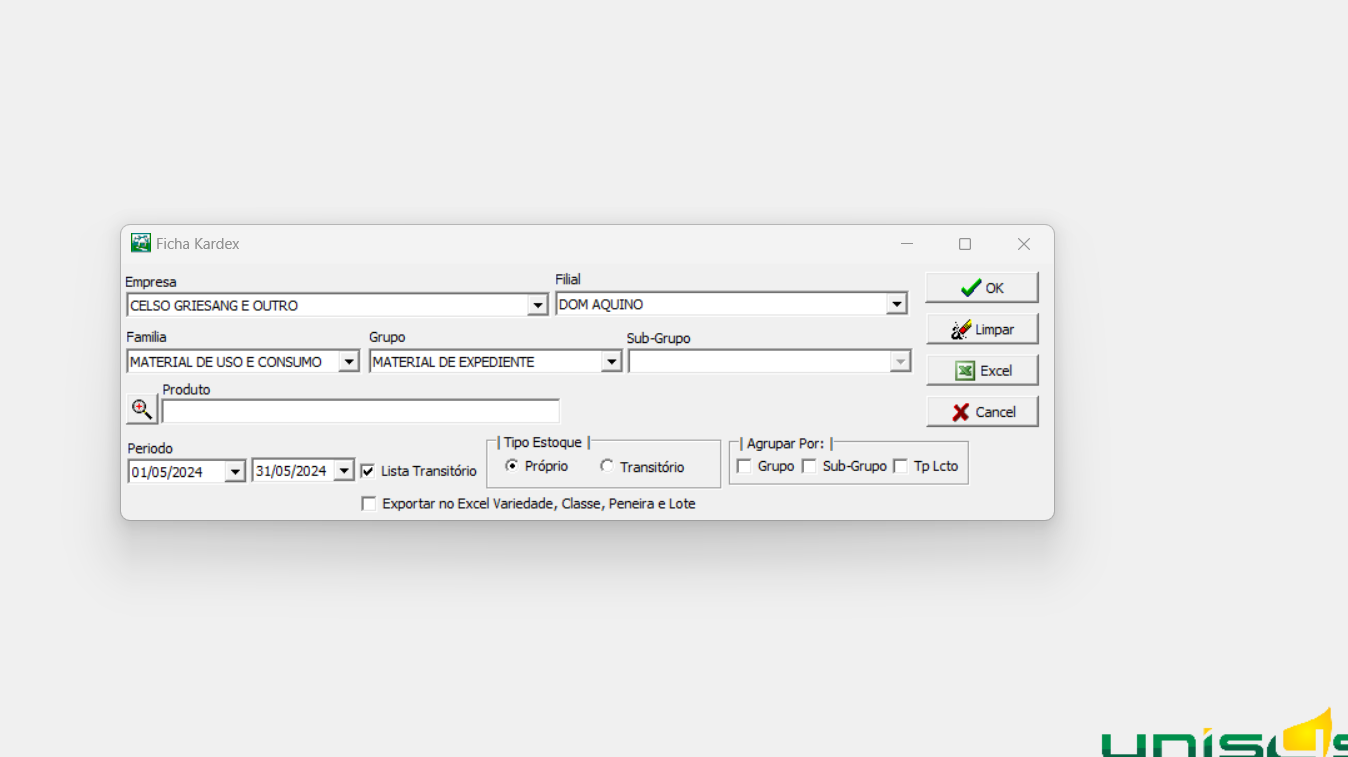 Ficha Kardex
Empresa
Filial
OK
CELSO GRIESANG E OUTRO
DOM AQUINO
Limpar
Familia
Grupo
Sub-Grupo
MATERIAL DE USO E CONSUMO
MATERIAL DE EXPEDIENTE
Excel
Produto
Cancel
Periodo
Tipo Estoque
Agrupar Por:
01/05/2024
31/05/2024
Lista Transitório
Próprio
Transitório
Grupo
Sub-Grupo
Tp Lcto
Exportar no Excel Variedade, Classe, Peneira e Lote